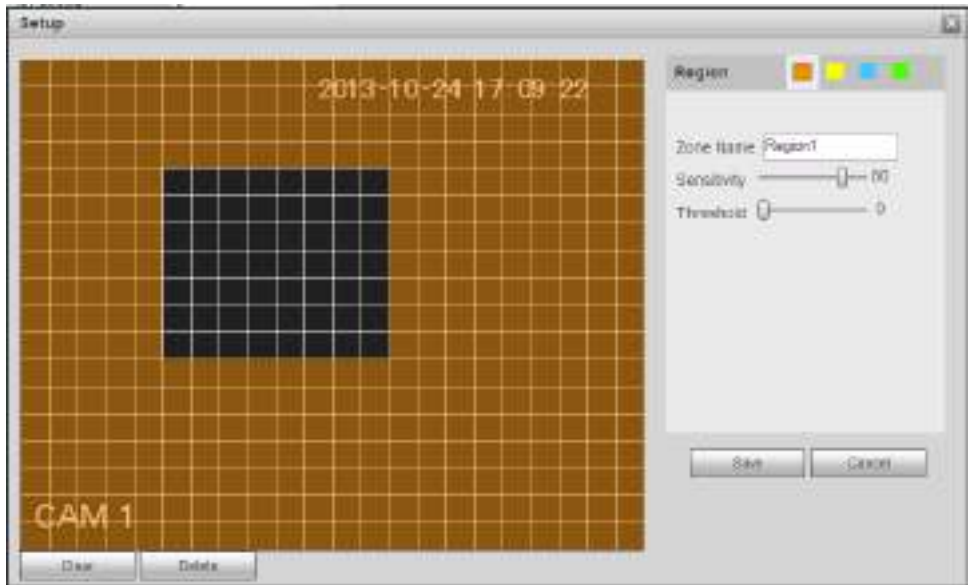 Setup
2013-10-24 17 09 22
Region
Zone Name Region1
Sensitivity
Threshold 0
Save Cancel
CAM 1
Clear Delete